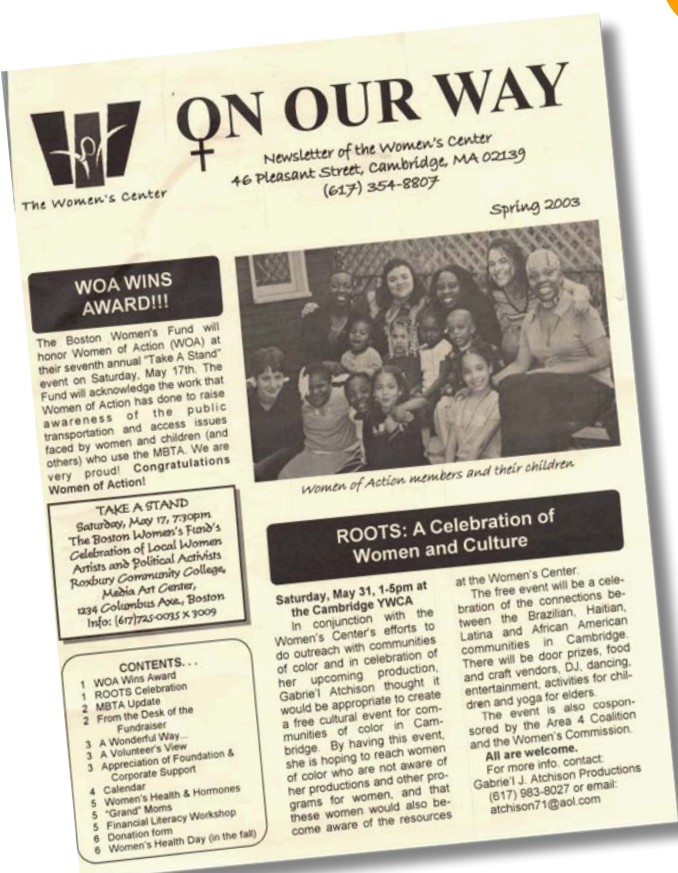 The Women's Center
ON OUR WAY
Newsletter of the Women's Center
46 Pleasant Street, Cambridge, MA 02139
(617) 354-8807
Spring 2003
WOA WINS
AWARD!!!
The Boston Women's Fund will
honor Women of Action (WOA) at
their seventh annual "Take A Stand"
event on Saturday, May 17th. The
Fund will acknowledge the work that
Women of Action has done to raise
awareness of the public
transportation and access issues
faced by women and children (and
others) who use the MBTA. We are
very proud! Congratulations
Women of Action!
TAKE A STAND
Saturday, May 17, 7:30pm
The Boston Women's Fund's
Celebration of Local Women
Artists and Political Activists
Roxbury Community College,
Media Art Center,
1234 Columbus Axe., Boston
Info: (617)725-0035 x 3009
CONTENTS. . .
1 WOA Wins Award
1 ROOTS Celebration
2 MBTA Update
2 From the Desk of the
Fundraiser
3 A Wonderful Way...
3 A Volunteer's View
3 Appreciation of Foundation &
Corporate Support
4 Calendar
5 Women's Health & Hormones
5 "Grand" Moms
5 Financial Literacy Workshop
6 Donation form
6 Women's Health Day (in the fall)
Women of Action members and their children
ROOTS: A Celebration of
Women and Culture
Saturday, May 31, 1-5pm at
the Cambridge YWCA
In conjunction with the
Women's Center's efforts to
do outreach with communities
of color and in celebration of
her upcoming production,
Gabrie'l Atchison thought it
would be appropriate to create
a free cultural event for com-
munities of color in Cam-
bridge. By having this event,
she is hoping to reach women
of color who are not aware of
her productions and other pro-
grams for women, and that
these women would also be-
come aware of the resources
at the Women's Center.
The free event will be a cele-
bration of the connections be-
tween the Brazilian, Haitian,
Latina and African American
communities in Cambridge.
There will be door prizes, food
and craft vendors, DJ, dancing,
entertainment, activities for chil-
dren and yoga for elders.
The event is also cospon-
sored by the Area 4 Coalition
and the Women's Commission.
All are welcome.
For more info. contact:
Gabrie'l J. Atchison Productions
(617) 983-8027 or email:
atchison71@aol.com